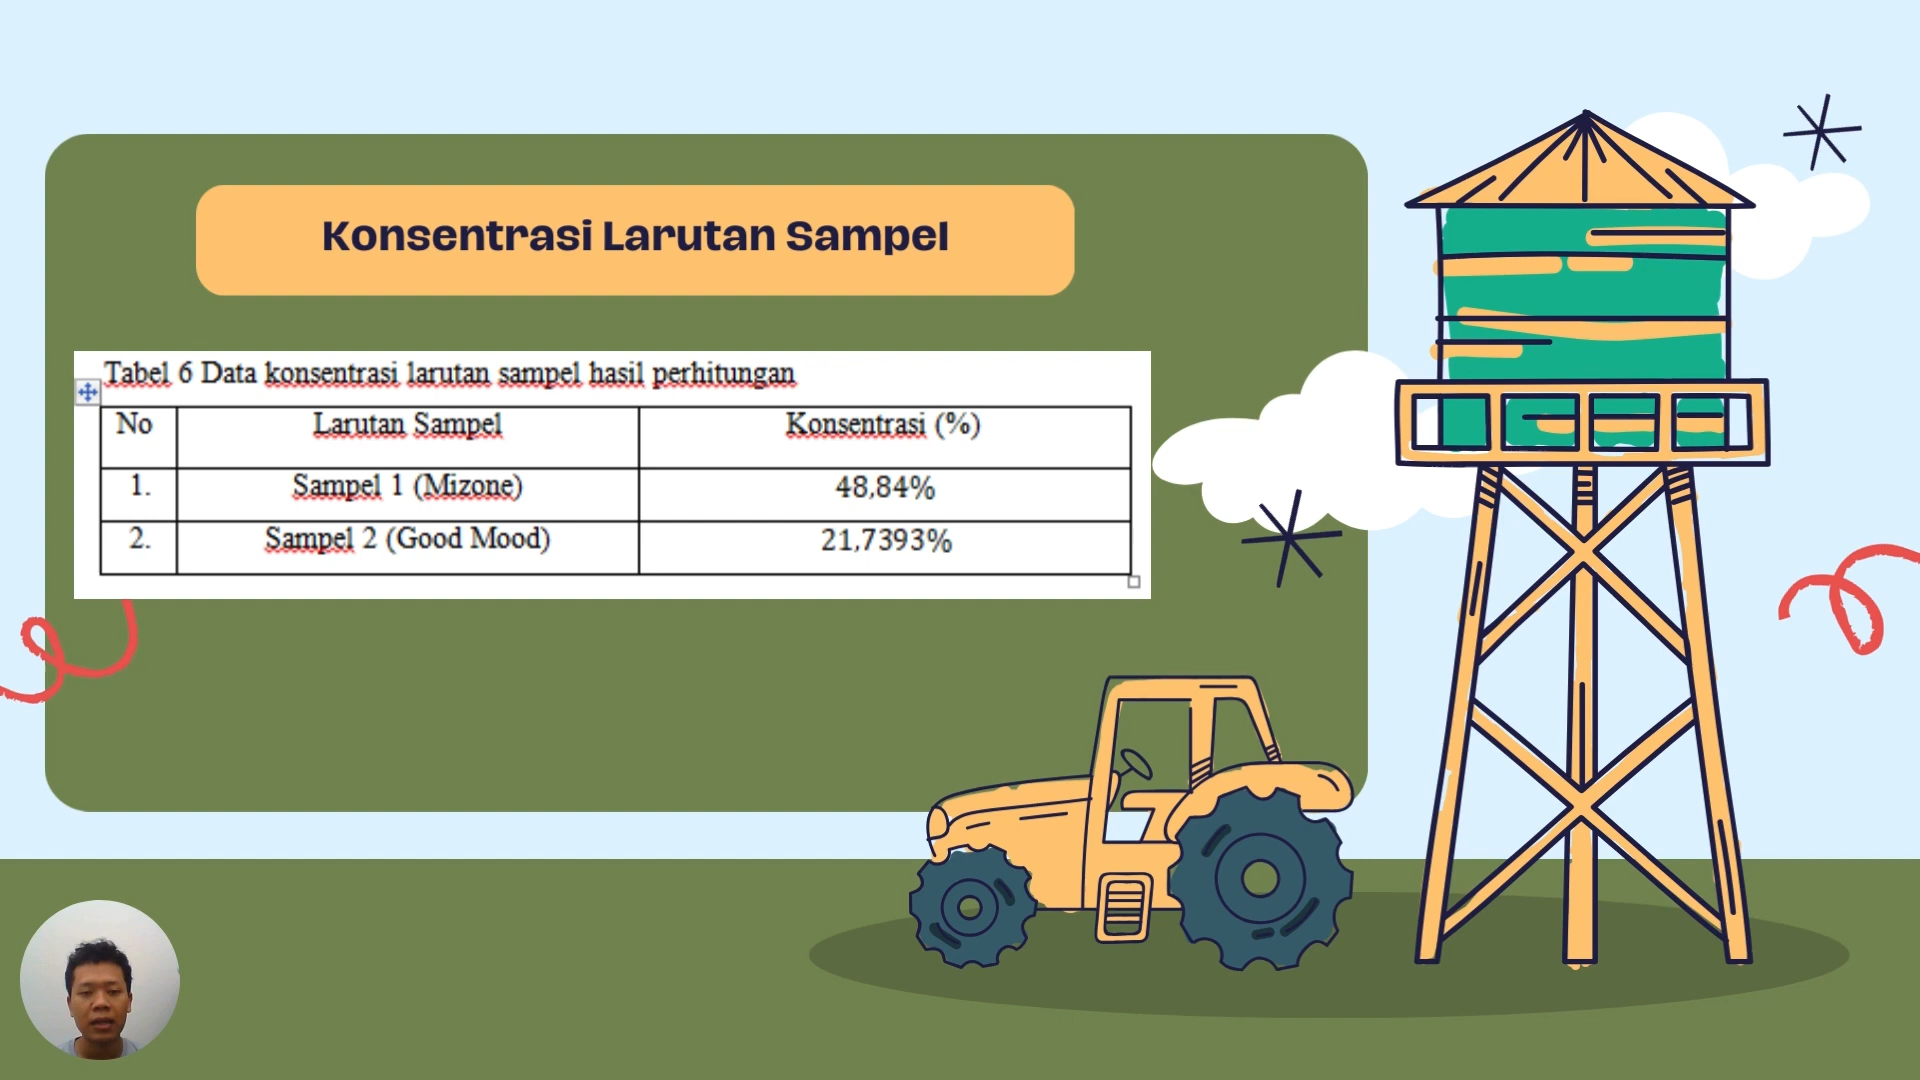 Konsentrasi Larutan Sampel
Tabel 6 Data konsentrasi larutan sampel hasil perhitungan
No Larutan Sampel Konsentrasi (%)
1. Sampel 1 (Mizone) 48,84%
2. Sampel 2 (Good Mood) 21,7393%